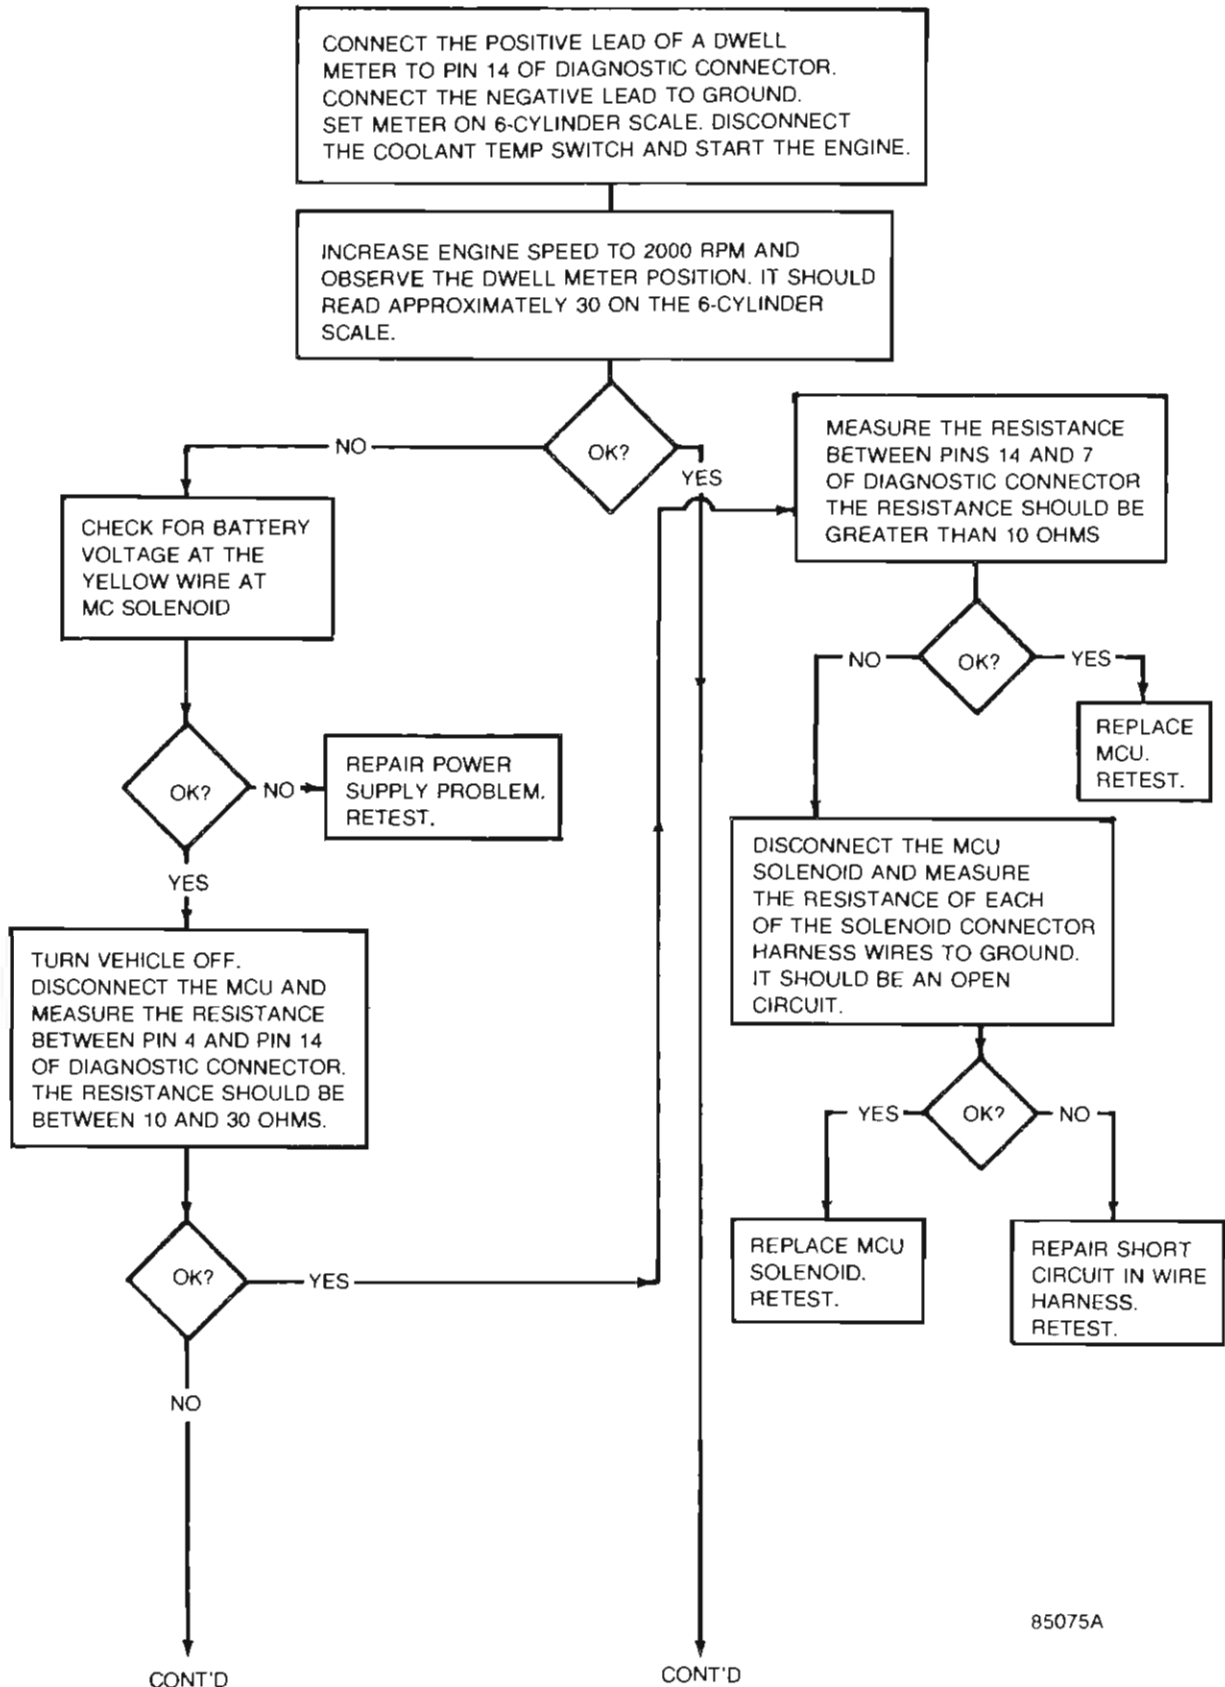 CONNECT THE POSITIVE LEAD OF A DWELL
METER TO PIN 14 OF DIAGNOSTIC CONNECTOR.
CONNECT THE NEGATIVE LEAD TO GROUND.
SET METER ON 6-CYLINDER SCALE. DISCONNECT
THE COOLANT TEMP SWITCH AND START THE ENGINE.
INCREASE ENGINE SPEED TO 2000 RPM AND
OBSERVE THE DWELL METER POSITION. IT SHOULD
READ APPROXIMATELY 30 ON THE 6-CYLINDER
SCALE.
OK?
NO
YES
CHECK FOR BATTERY
VOLTAGE AT THE
YELLOW WIRE AT
MC SOLENOID
OK?
NO
REPAIR POWER
SUPPLY PROBLEM.
RETEST.
YES
TURN VEHICLE OFF.
DISCONNECT THE MCU AND
MEASURE THE RESISTANCE
BETWEEN PIN 4 AND PIN 14
OF DIAGNOSTIC CONNECTOR.
THE RESISTANCE SHOULD BE
BETWEEN 10 AND 30 OHMS.
OK?
YES
NO
CONT'D
MEASURE THE RESISTANCE
BETWEEN PINS 14 AND 7
OF DIAGNOSTIC CONNECTOR
THE RESISTANCE SHOULD BE
GREATER THAN 10 OHMS
OK?
NO
YES
REPLACE
MCU.
RETEST.
DISCONNECT THE MCU
SOLENOID AND MEASURE
THE RESISTANCE OF EACH
OF THE SOLENOID CONNECTOR
HARNESS WIRES TO GROUND.
IT SHOULD BE AN OPEN
CIRCUIT.
OK?
YES
NO
REPLACE MCU
SOLENOID.
RETEST.
REPAIR SHORT
CIRCUIT IN WIRE
HARNESS.
RETEST.
CONT'D
85075A